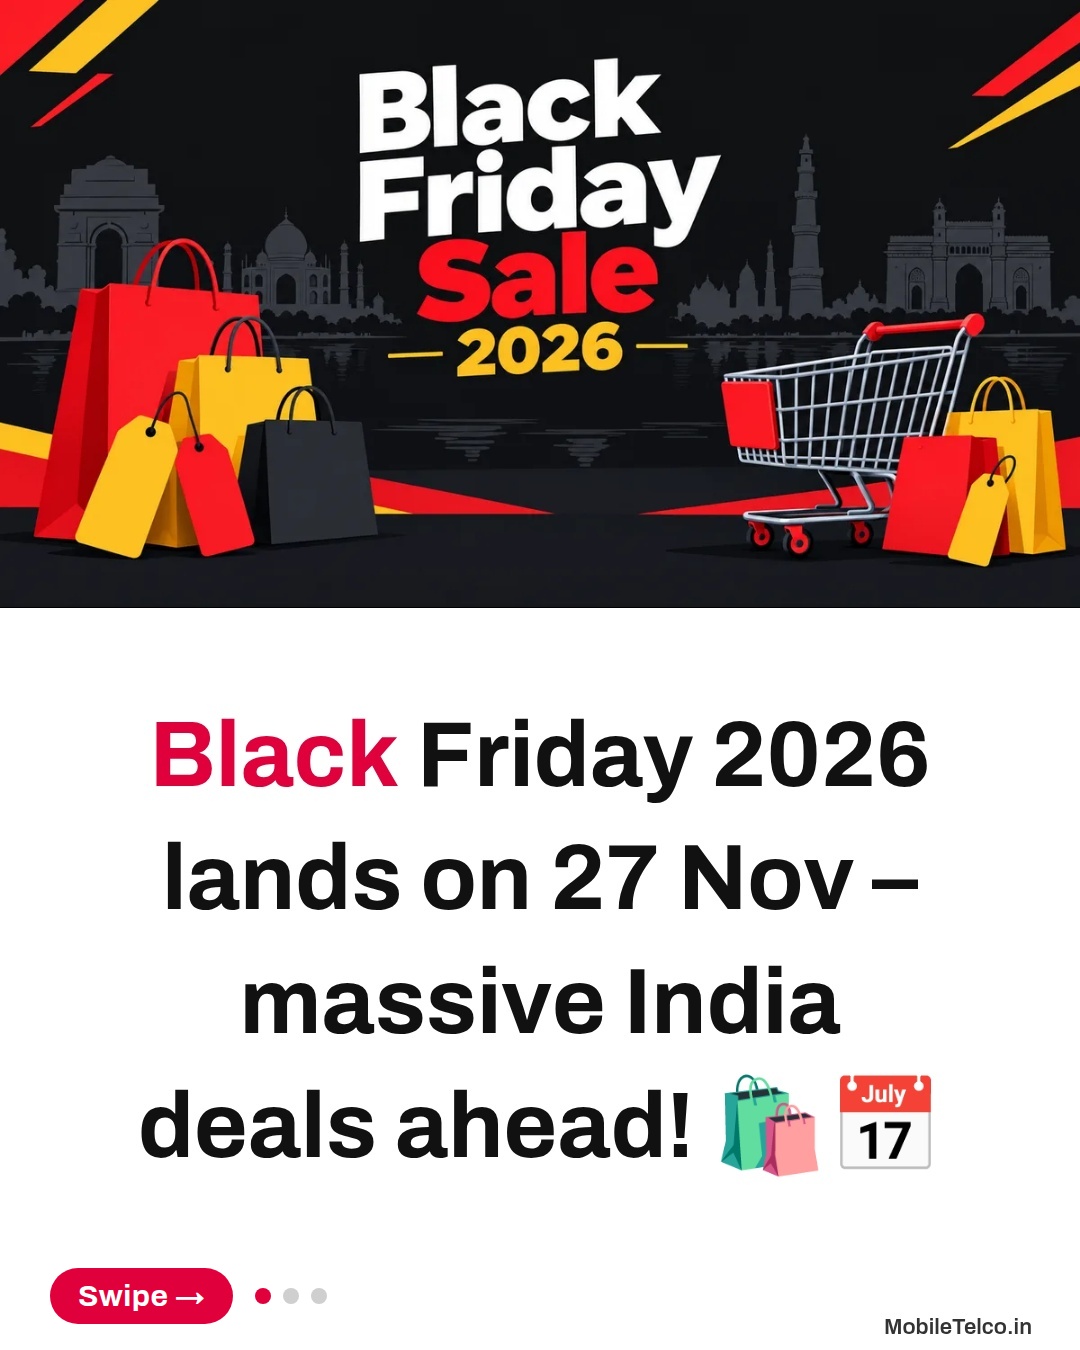 Black
Friday
Sale
2026
Black Friday 2026
lands on 27 Nov –
massive India
deals ahead! 🛍️ 📅
July
17
Swipe →
MobileTelco.in